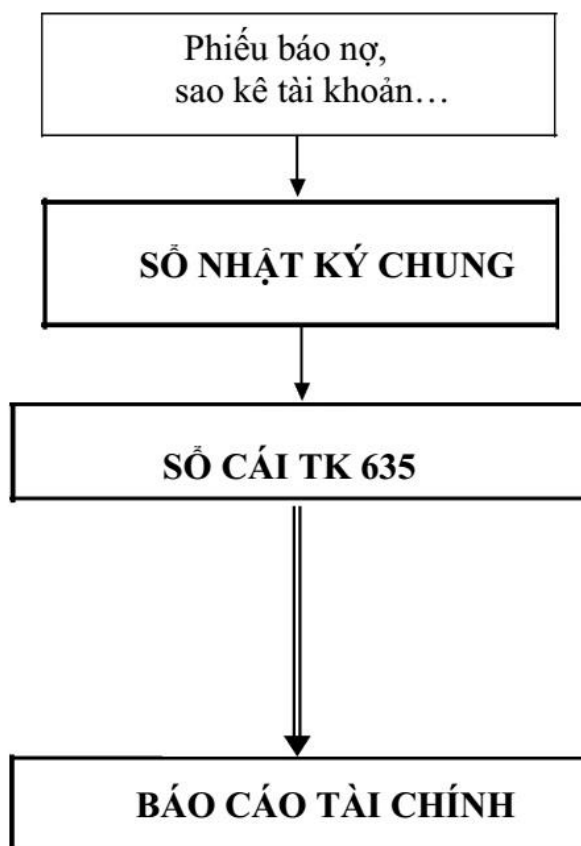 Phiếu báo nợ,
sao kê tài khoản…
SỔ NHẬT KÝ CHUNG
SỔ CÁI TK 635
BÁO CÁO TÀI CHÍNH